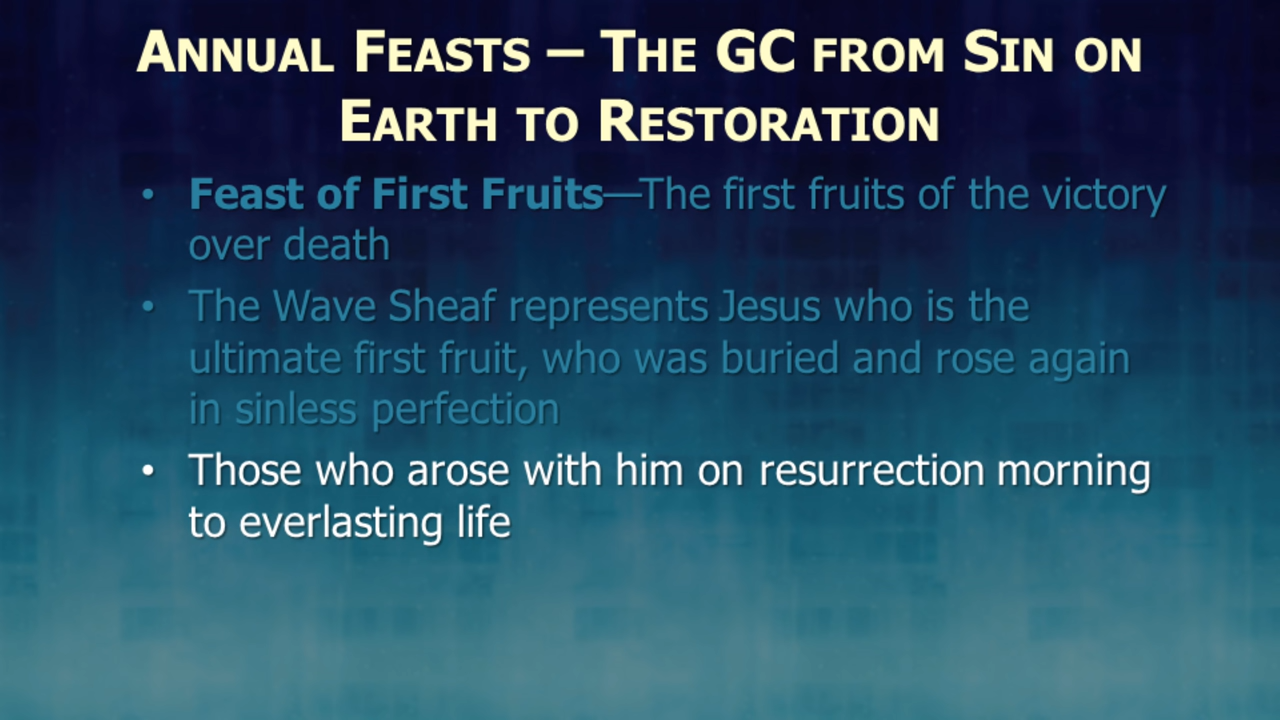 Annual Feasts – The GC from Sin on
Earth to Restoration
• Feast of First Fruits—The first fruits of the victory
over death
• The Wave Sheaf represents Jesus who is the
ultimate first fruit, who was buried and rose again
in sinless perfection
• Those who arose with him on resurrection morning
to everlasting life